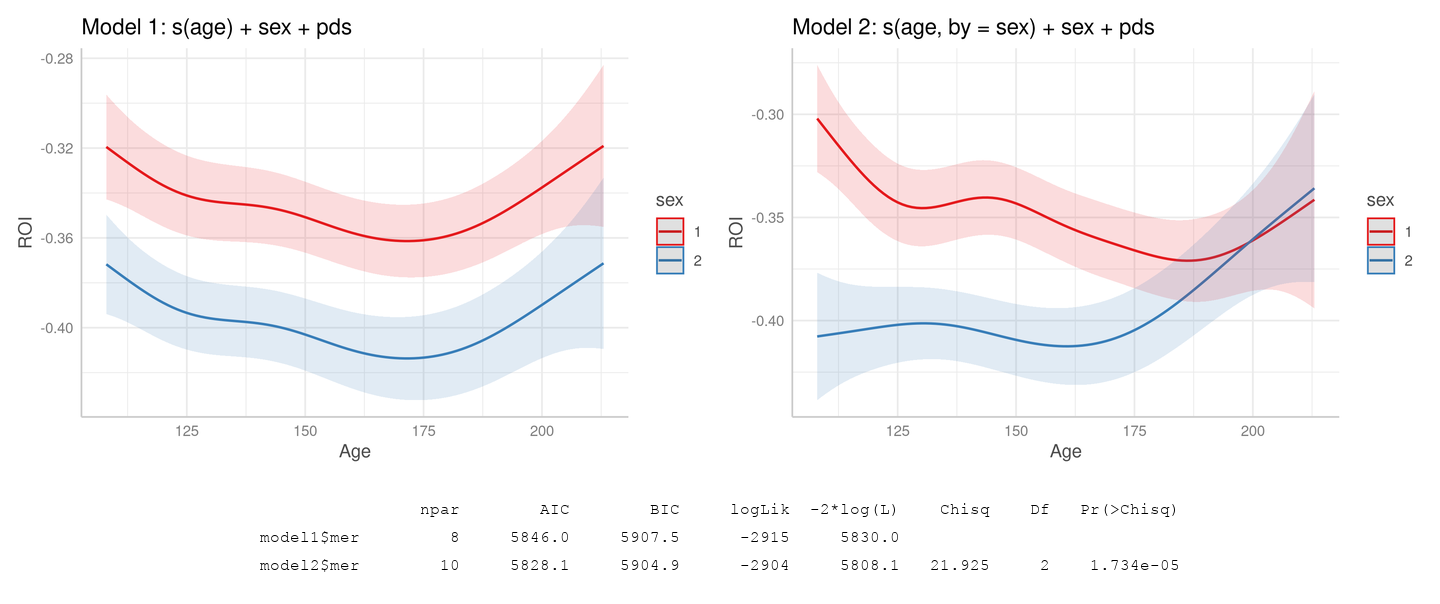 Model 1: s(age) + sex + pds
-0.28
-0.32
-0.36
-0.40
ROI
125 150 175 200
Age
sex
1
2
Model 2: s(age, by = sex) + sex + pds
-0.30
-0.35
-0.40
ROI
125 150 175 200
Age
sex
1
2
npar AIC BIC logLik -2*log(L) Chisq Df Pr(>Chisq)
model1$mer 8 5846.0 5907.5 -2915 5830.0
model2$mer 10 5828.1 5904.9 -2904 5808.1 21.925 2 1.734e-05